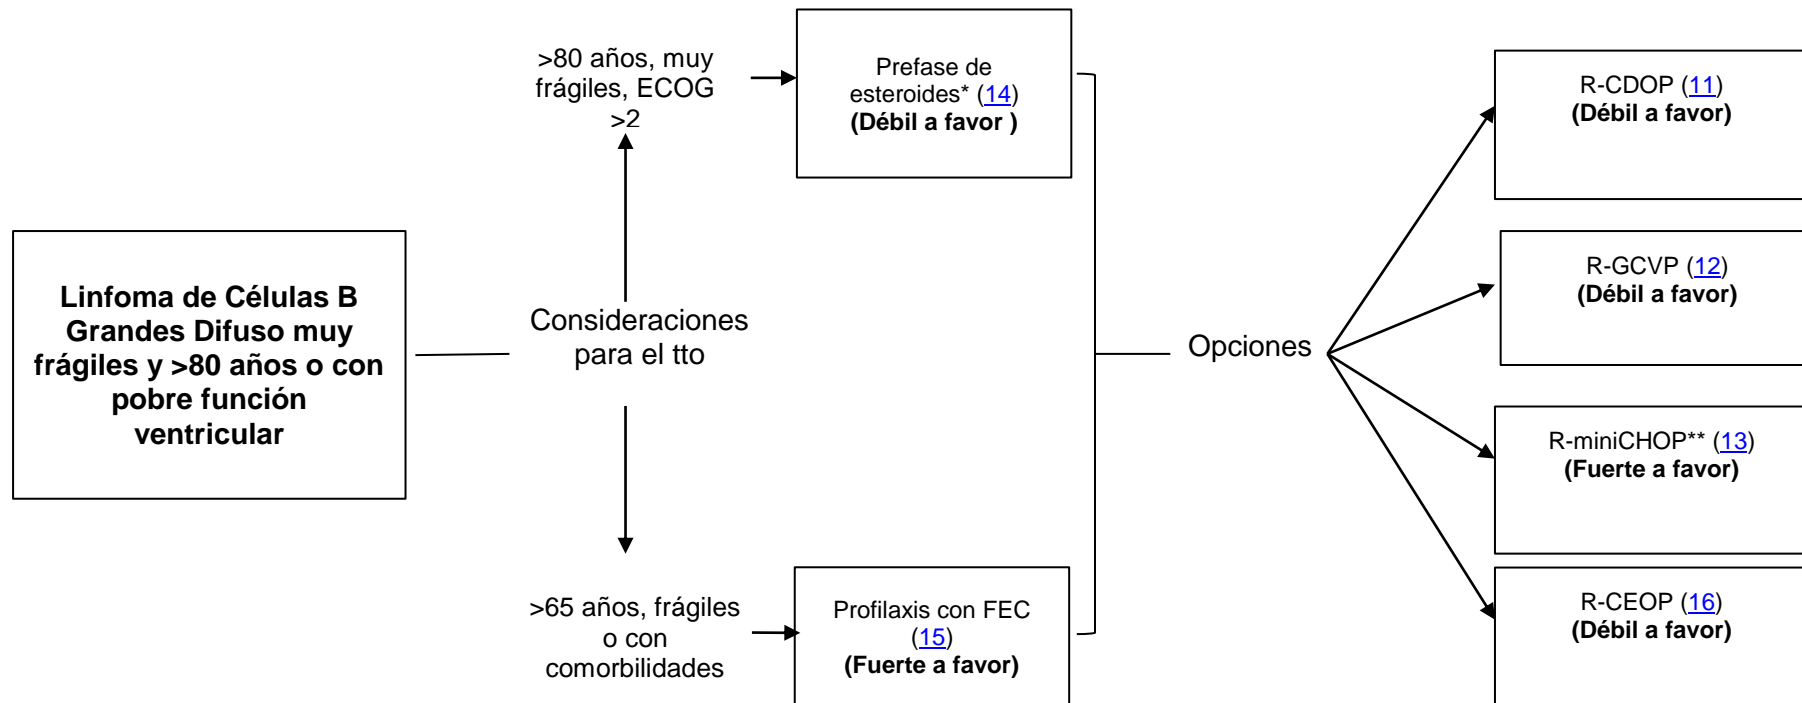 Linfoma de Células B
Grandes Difuso muy
frágiles y >80 años o con
pobre función
ventricular
>80 años, muy
frágiles, ECOG
>2
Consideraciones
para el tto
>65 años, frágiles
o con
comorbilidades
Prefase de
esteroides* (14)
(Débil a favor )
Profilaxis con FEC
(15)
(Fuerte a favor)
Opciones
R-CDOP (11)
(Débil a favor)
R-GCVP (12)
(Débil a favor)
R-miniCHOP** (13)
(Fuerte a favor)
R-CEOP (16)
(Débil a favor)